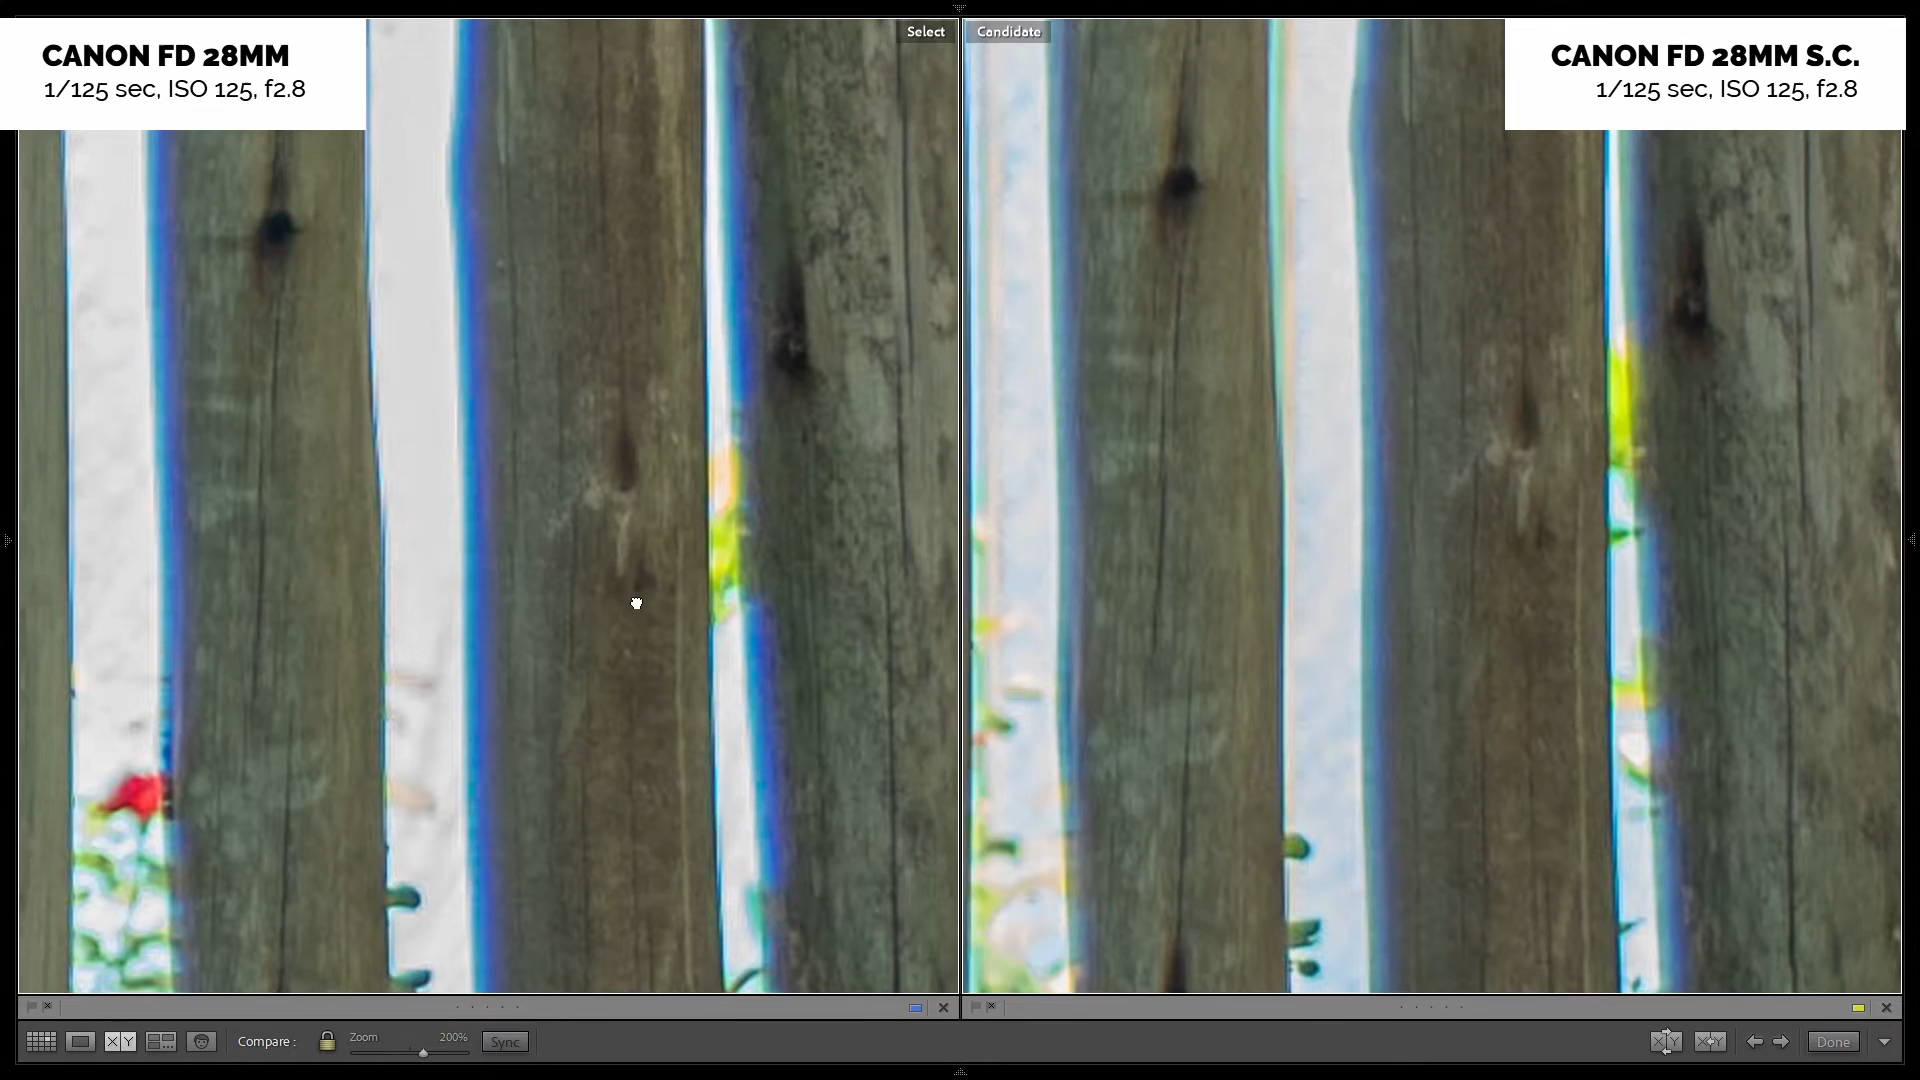 CANON FD 28MM
1/125 sec, ISO 125, f2.8
Select
Candidate
CANON FD 28MM S.C.
1/125 sec, ISO 125, f2.8
X Y
Compare :
Zoom
200%
Sync
X Y
X Y
Done